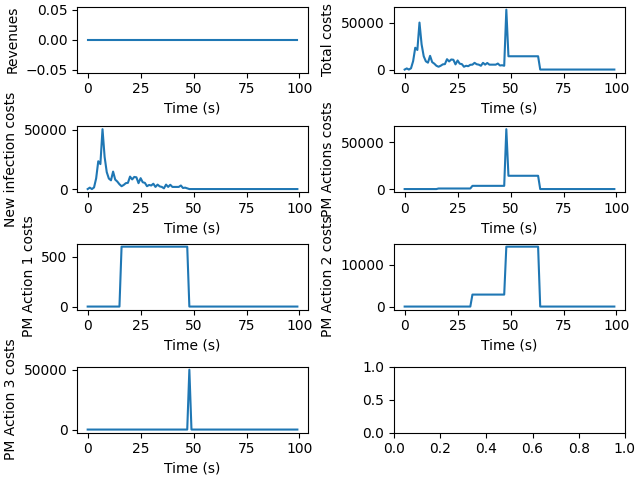 Revenues
0.05
0.00
−0.05
0 25 50 75 100
Time (s)
Total costs
50000
0
0 25 50 75 100
Time (s)
New infection costs
50000
0
0 25 50 75 100
Time (s)
PM Actions costs
50000
0
0 25 50 75 100
Time (s)
PM Action 1 costs
500
0
0 25 50 75 100
Time (s)
PM Action 2 costs
10000
0
0 25 50 75 100
Time (s)
PM Action 3 costs
50000
0
0 25 50 75 100
Time (s)
1.0
0.5
0.0
0.0 0.2 0.4 0.6 0.8 1.0